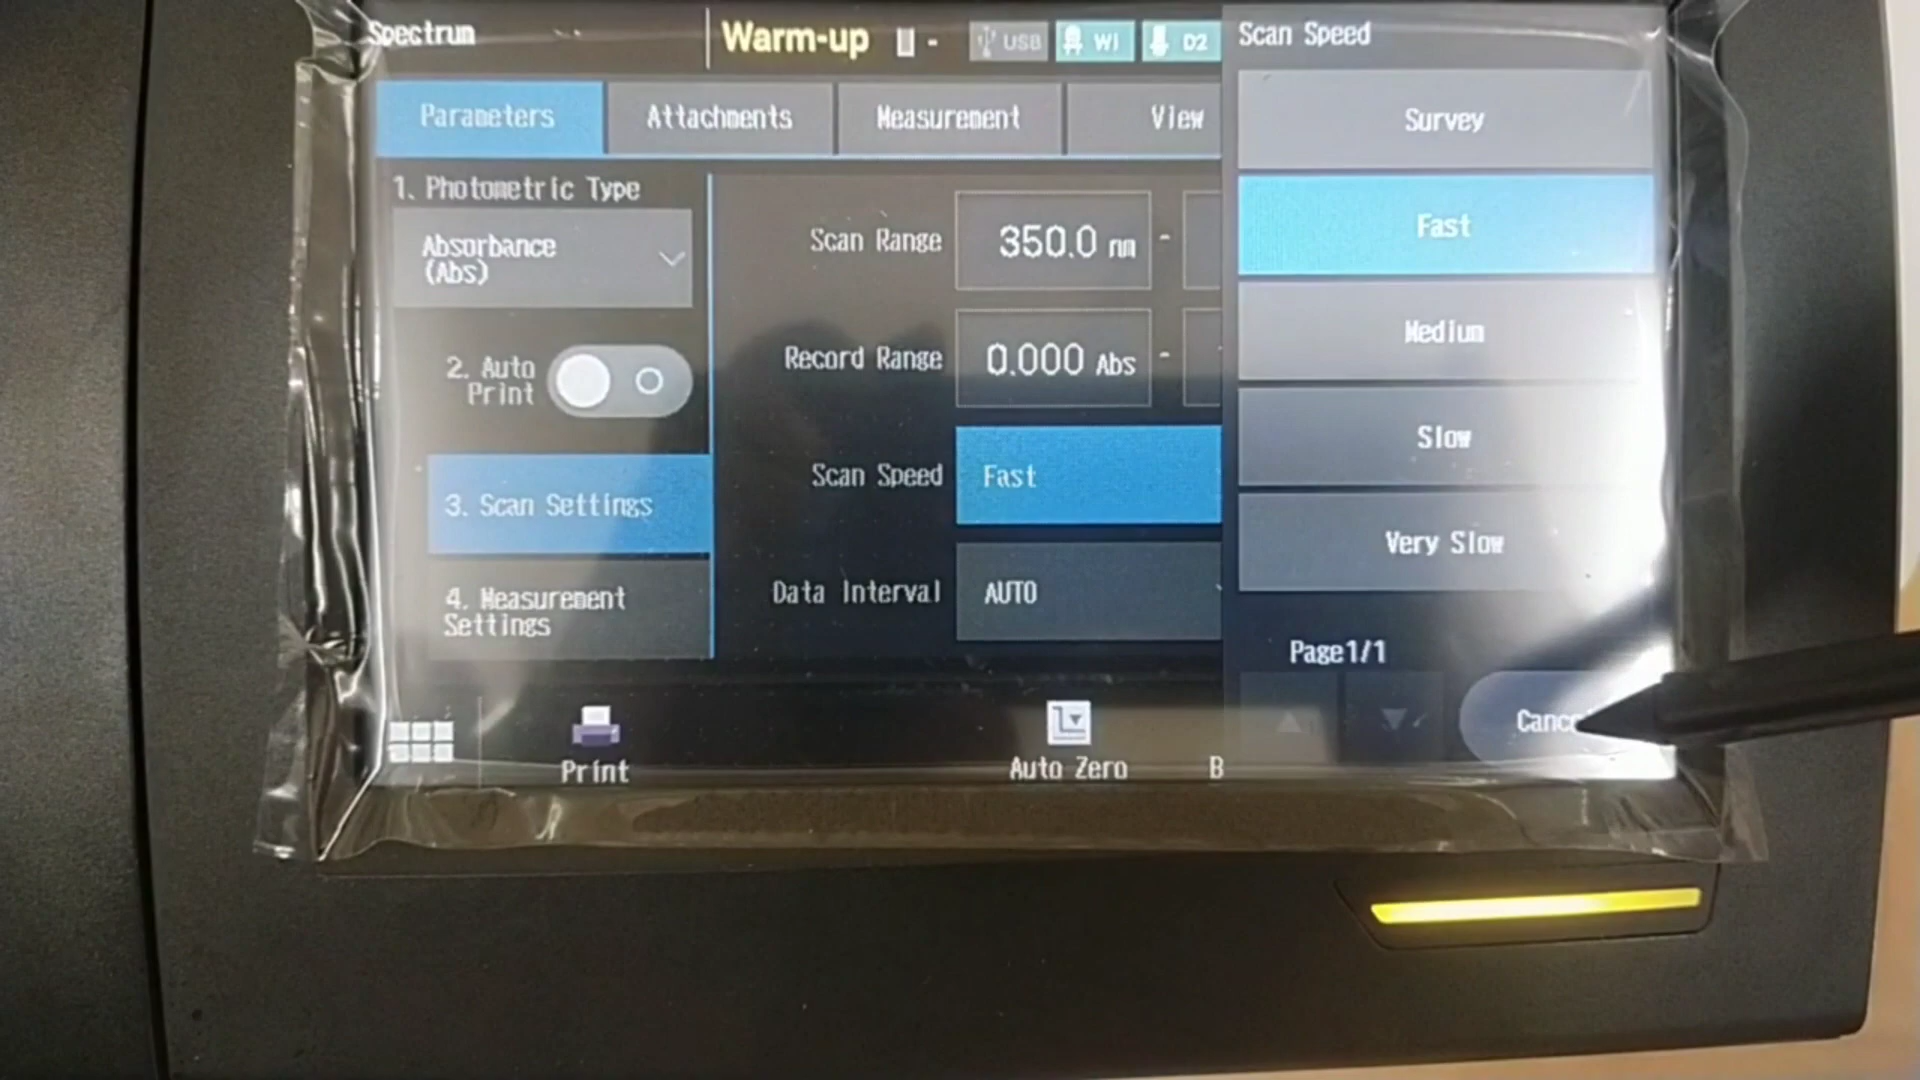 Spectrum
Warm-up
-
USB
WI
D2
Scan Speed
Parameters
Attachments
Measurement
View
1. Photometric Type
Absorbance
(Abs)
2. Auto
Print
3. Scan Settings
4. Measurement
Settings
Scan Range
350.0 nm
-
Record Range
0.000 Abs
-
Scan Speed
Fast
Data Interval
AUTO
Survey
Fast
Medium
Slow
Very Slow
Page1/1
Print
Auto Zero
B